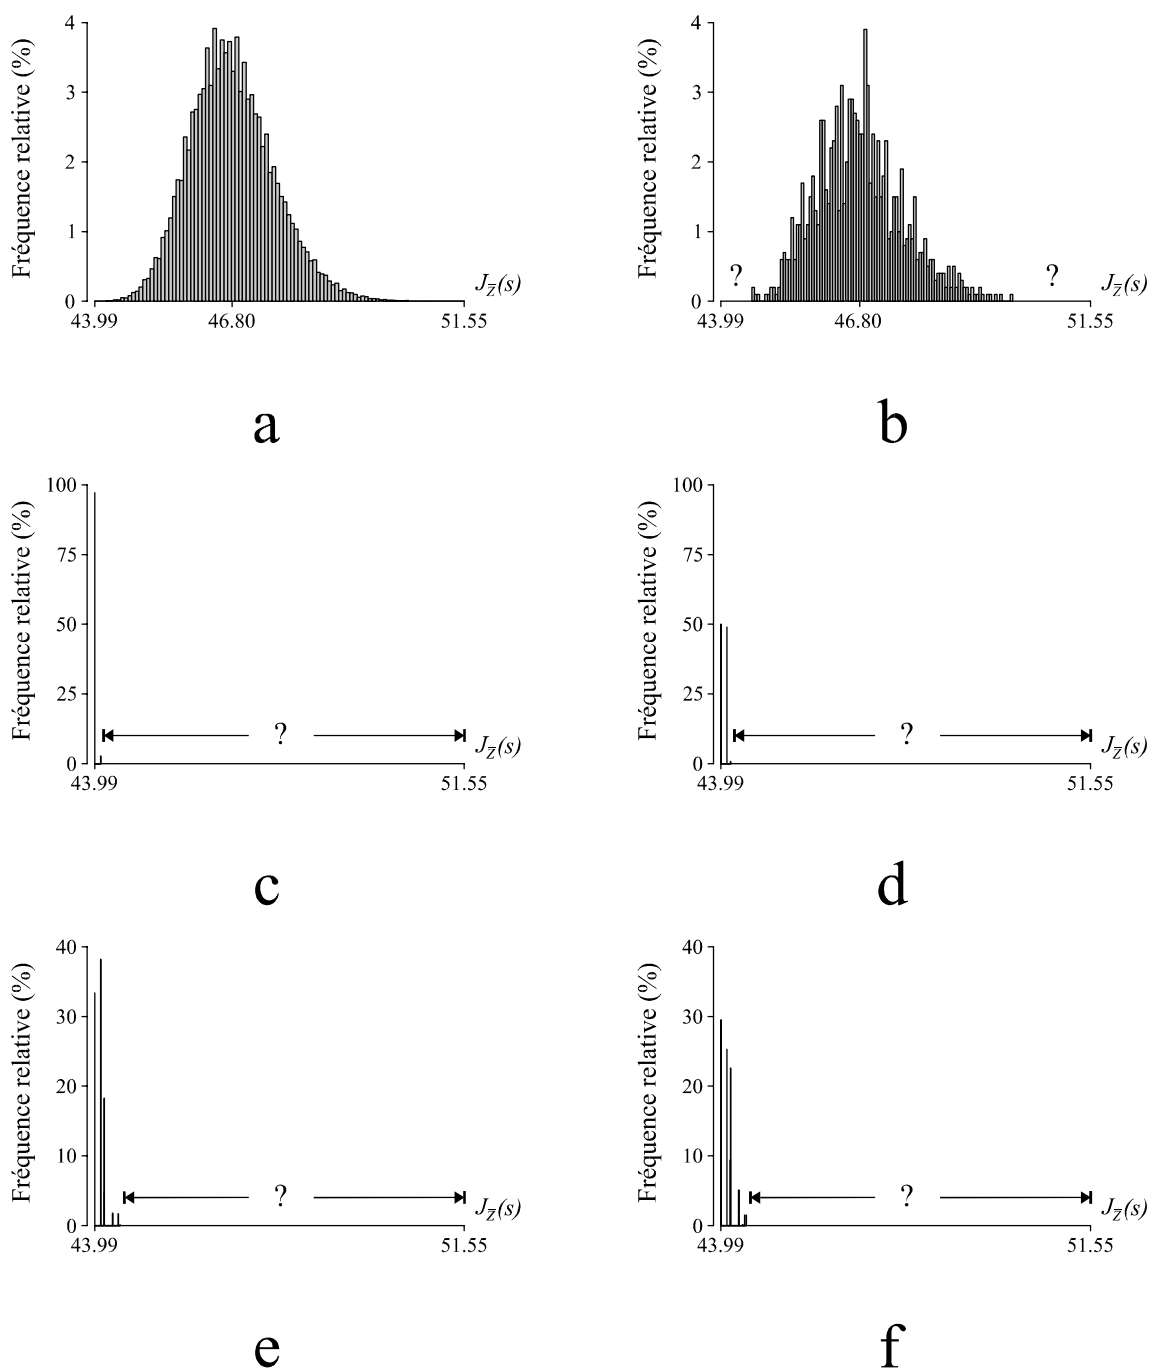 Fréquence relative (%)
4
3
2
1
0
43.99
46.80
51.55
J_Z̅(s)
a
Fréquence relative (%)
4
3
2
1
0
?
?
43.99
46.80
51.55
J_Z̅(s)
b
Fréquence relative (%)
100
75
50
25
0
?
43.99
51.55
J_Z̅(s)
c
Fréquence relative (%)
100
75
50
25
0
?
43.99
51.55
J_Z̅(s)
d
Fréquence relative (%)
40
30
20
10
0
?
43.99
51.55
J_Z̅(s)
e
Fréquence relative (%)
40
30
20
10
0
?
43.99
51.55
J_Z̅(s)
f